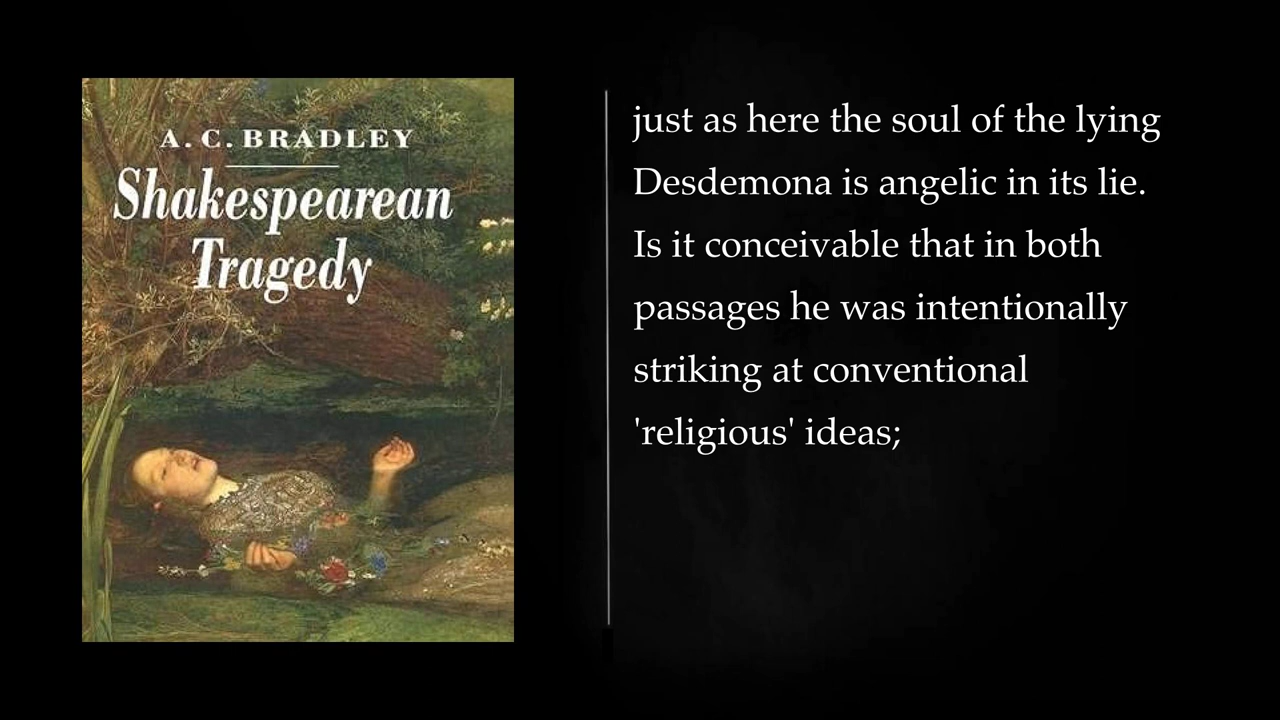 A. C. BRADLEY
Shakespearean
Tragedy
just as here the soul of the lying
Desdemona is angelic in its lie.
Is it conceivable that in both
passages he was intentionally
striking at conventional
'religious' ideas;